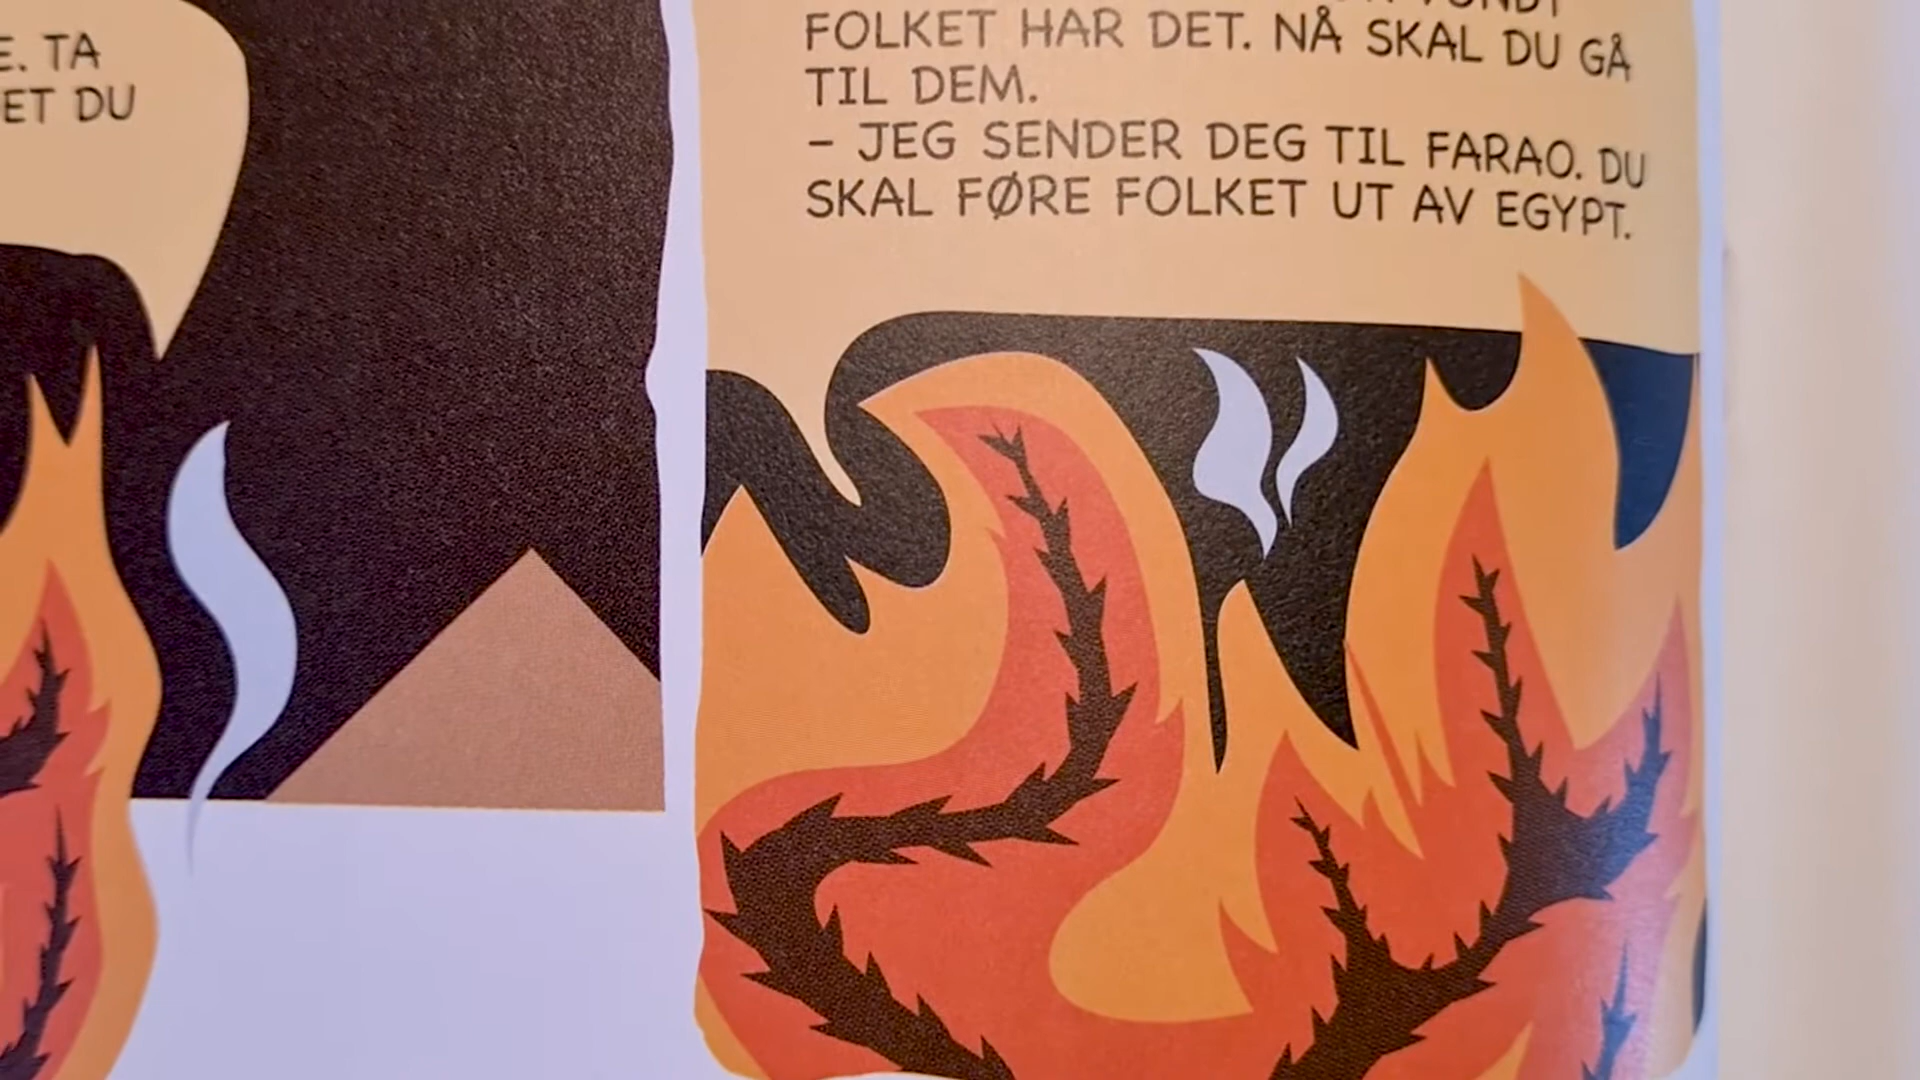 TA
ET DU
FOLKET HAR DET. NÅ SKAL DU GÅ
TIL DEM.
– JEG SENDER DEG TIL FARAO. DU
SKAL FØRE FOLKET UT AV EGYPT.